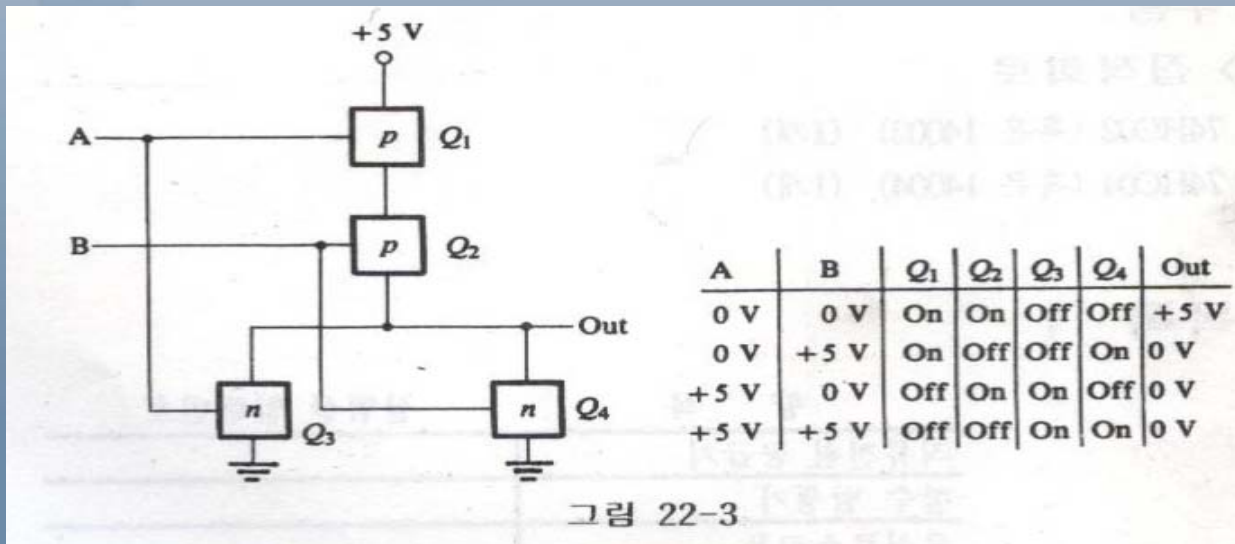 +5 V
A
p
Q₁
B
p
Q₂
Out
n
Q₃
n
Q₄
A B Q₁ Q₂ Q₃ Q₄ Out
0 V 0 V On On Off Off +5 V
0 V +5 V On Off Off On 0 V
+5 V 0 V Off On On Off 0 V
+5 V +5 V Off Off On On 0 V
그림 22-3